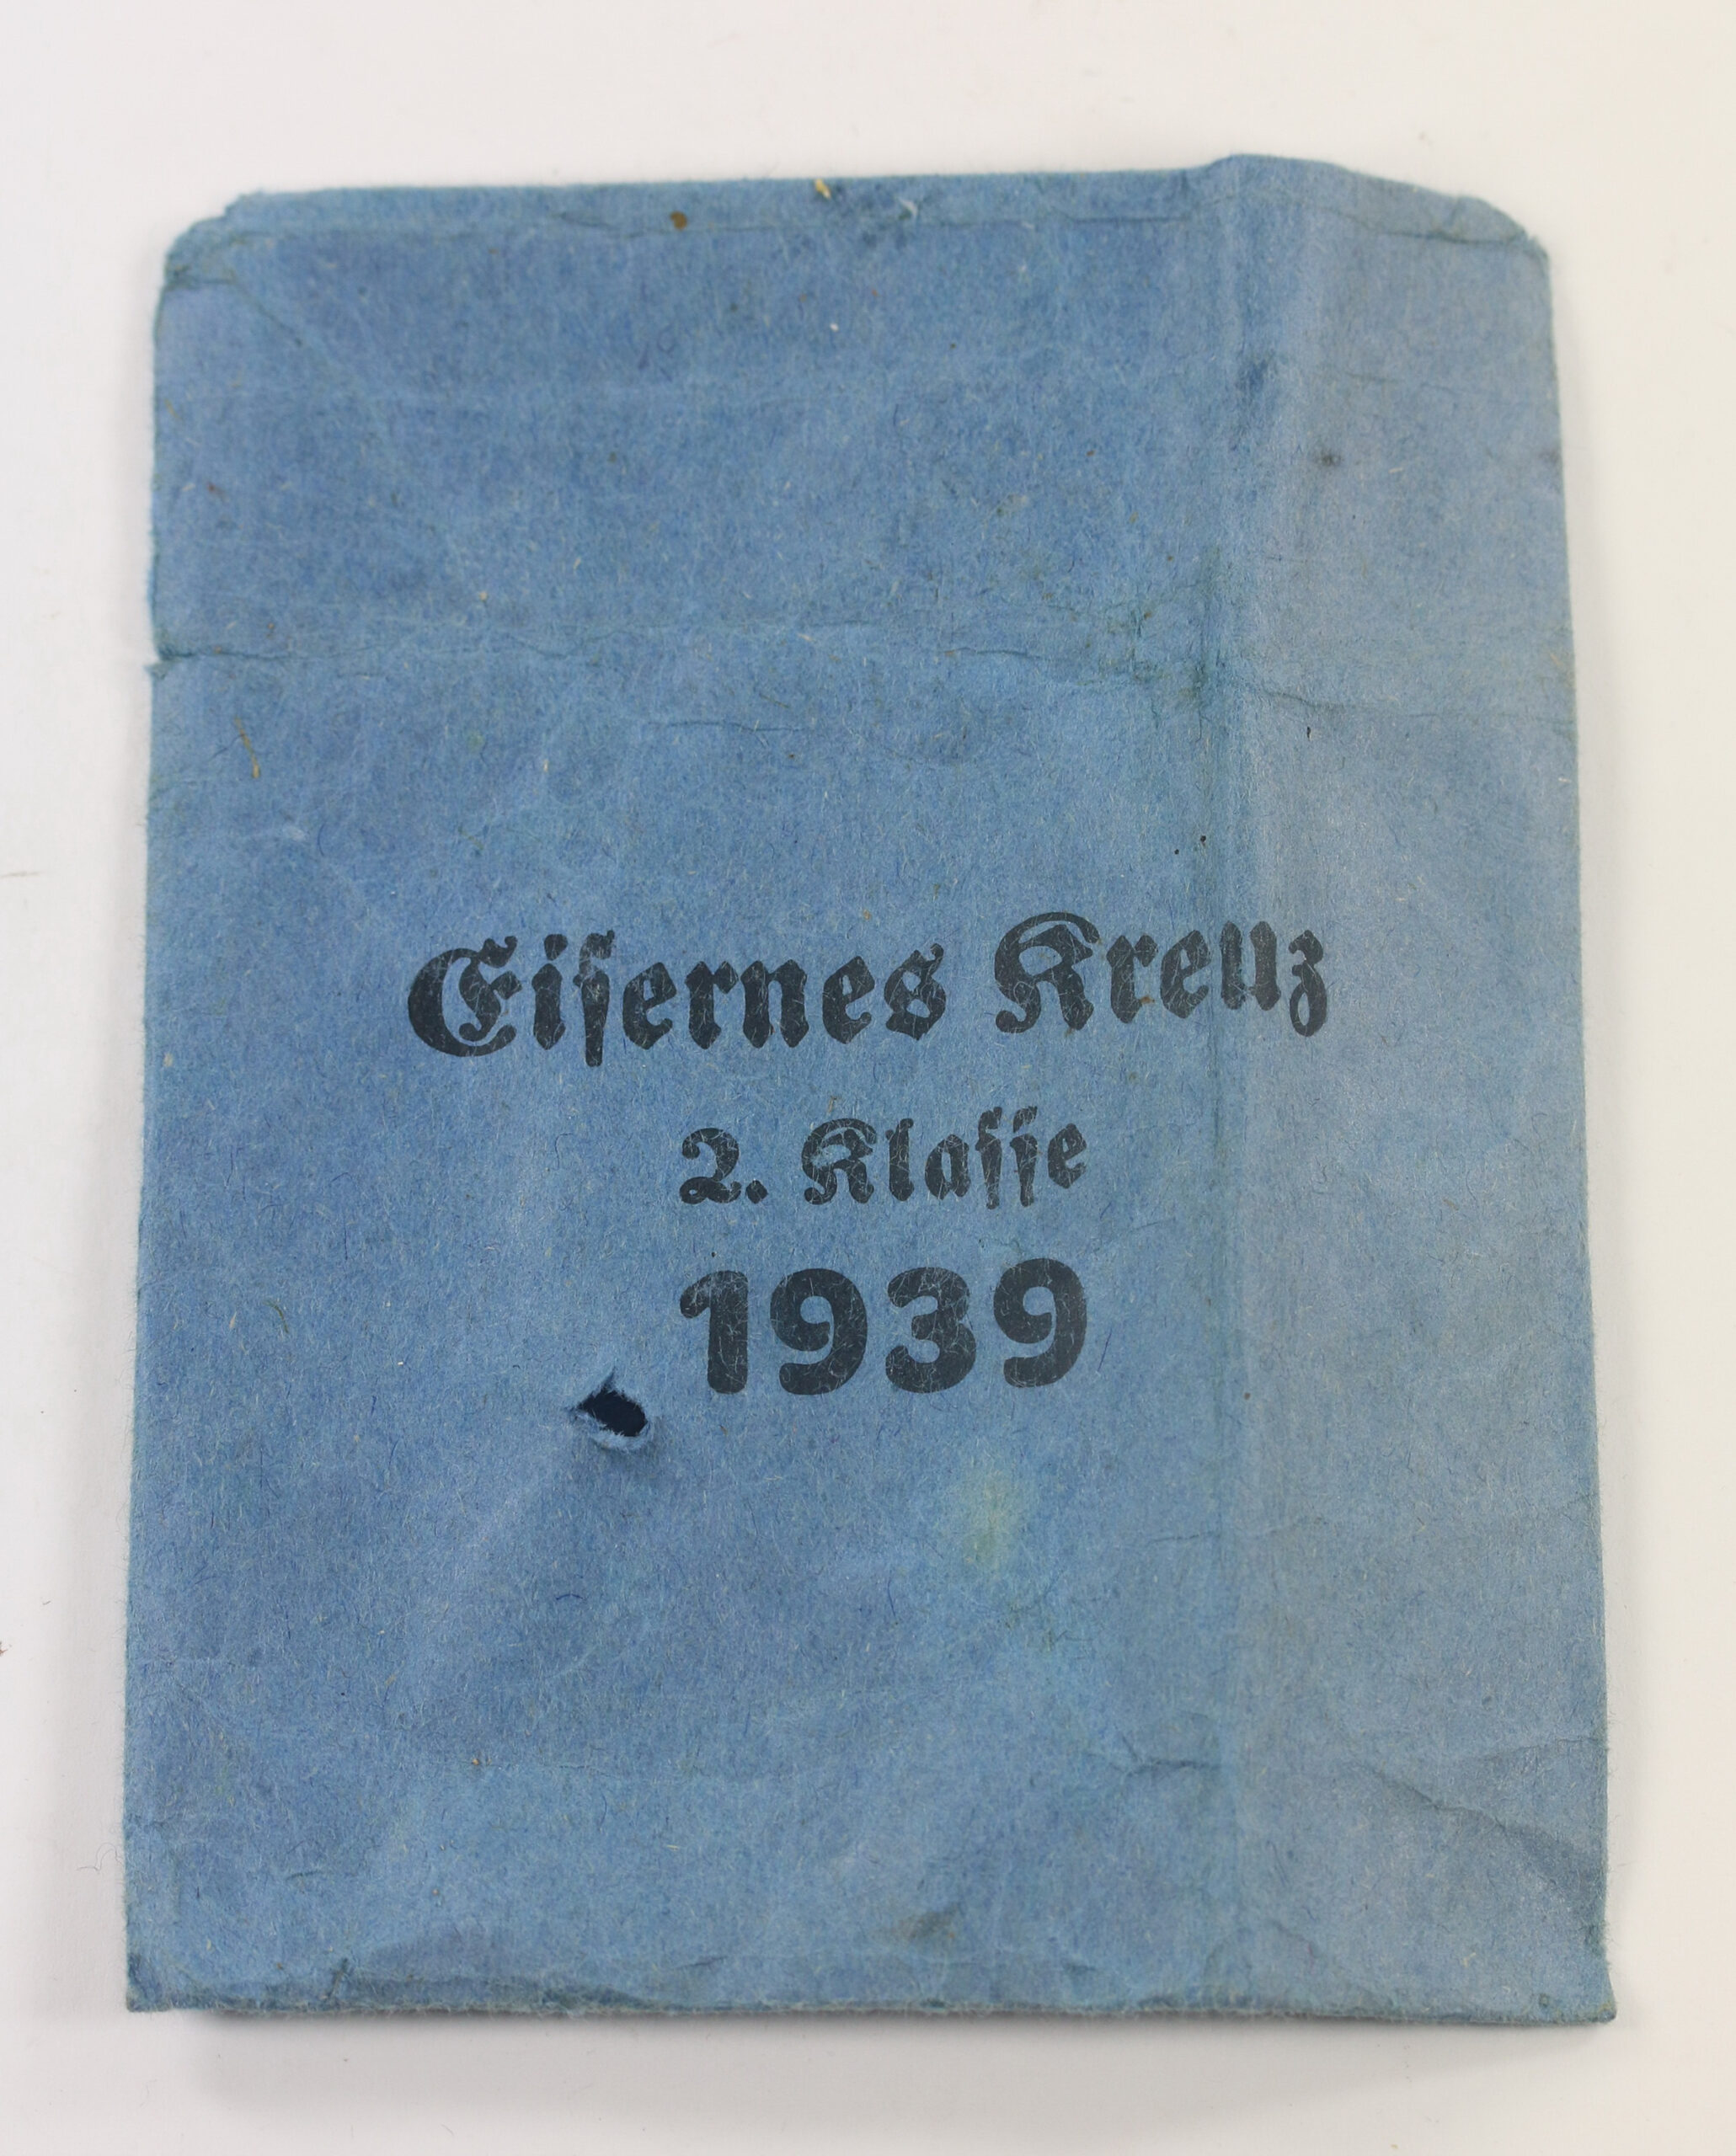 Eiſernes Kreuz
2. Klaſſe
1939